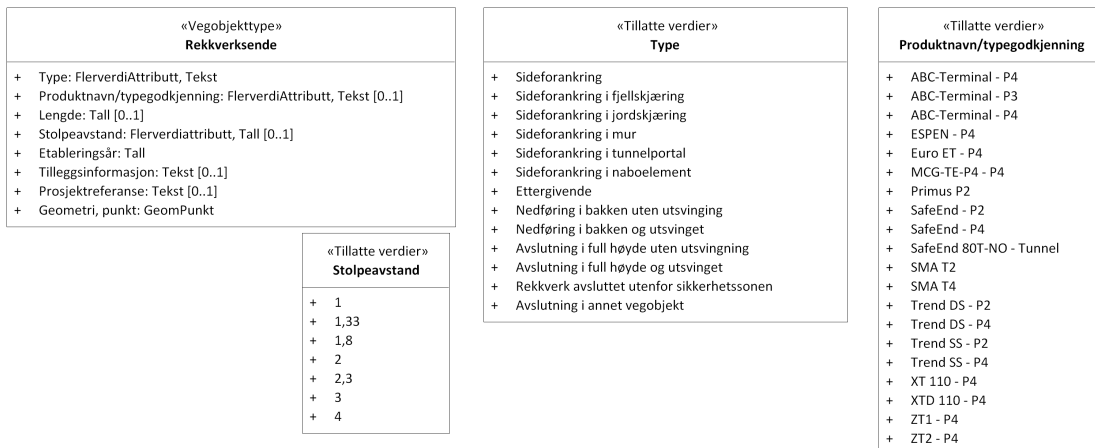 «Vegobjekttype»
Rekkverksende
+ Type: FlerverdiAttributt, Tekst
+ Produktnavn/typegodkjenning: FlerverdiAttributt, Tekst [0..1]
+ Lengde: Tall [0..1]
+ Stolpeavstand: Flerverdiattributt, Tall [0..1]
+ Etableringsår: Tall
+ Tilleggsinformasjon: Tekst [0..1]
+ Prosjektreferanse: Tekst [0..1]
+ Geometri, punkt: GeomPunkt
«Tillatte verdier»
Stolpeavstand
+ 1
+ 1,33
+ 1,8
+ 2
+ 2,3
+ 3
+ 4
«Tillatte verdier»
Type
+ Sideforankring
+ Sideforankring i fjellskjæring
+ Sideforankring i jordskjæring
+ Sideforankring i mur
+ Sideforankring i tunnelportal
+ Sideforankring i naboelement
+ Ettergivende
+ Nedføring i bakken uten utsvinging
+ Nedføring i bakken og utsvinget
+ Avslutning i full høyde uten utsvingning
+ Avslutning i full høyde og utsvinget
+ Rekkverk avsluttet utenfor sikkerhetssonen
+ Avslutning i annet vegobjekt
«Tillatte verdier»
Produktnavn/typegodkjenning
+ ABC-Terminal - P4
+ ABC-Terminal - P3
+ ABC-Terminal - P4
+ ESPEN - P4
+ Euro ET - P4
+ MCG-TE-P4 - P4
+ Primus P2
+ SafeEnd - P2
+ SafeEnd - P4
+ SafeEnd 80T-NO - Tunnel
+ SMA T2
+ SMA T4
+ Trend DS - P2
+ Trend DS - P4
+ Trend SS - P2
+ Trend SS - P4
+ XT 110 - P4
+ XTD 110 - P4
+ ZT1 - P4
+ ZT2 - P4